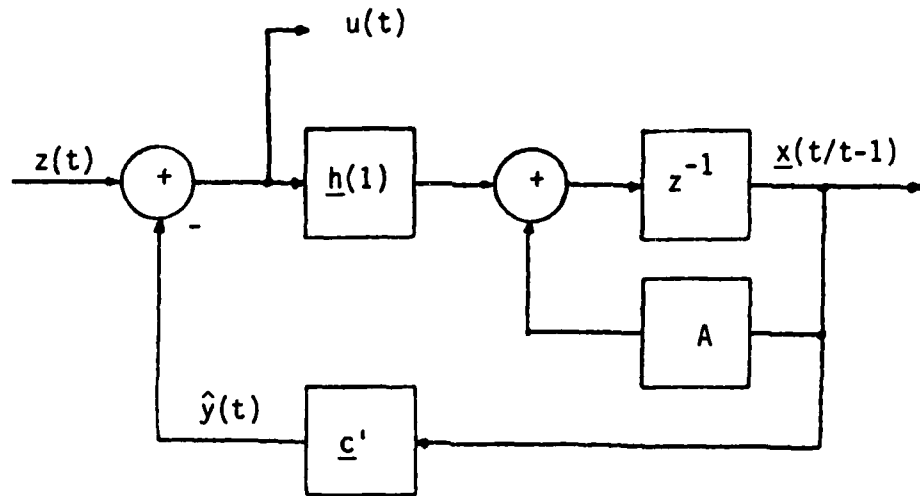 u(t)
z(t)
+
-
h(1)
+
z⁻¹
x(t/t-1)
A
ŷ(t)
c'